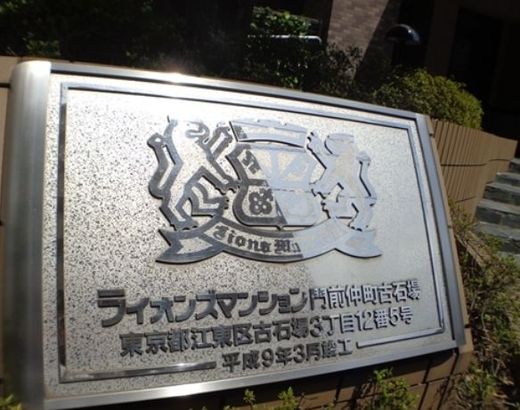 Lions Ma
ライオンズマンション門前仲町古石場
東京都江東区古石場3丁目12番5号
平成9年3月竣工